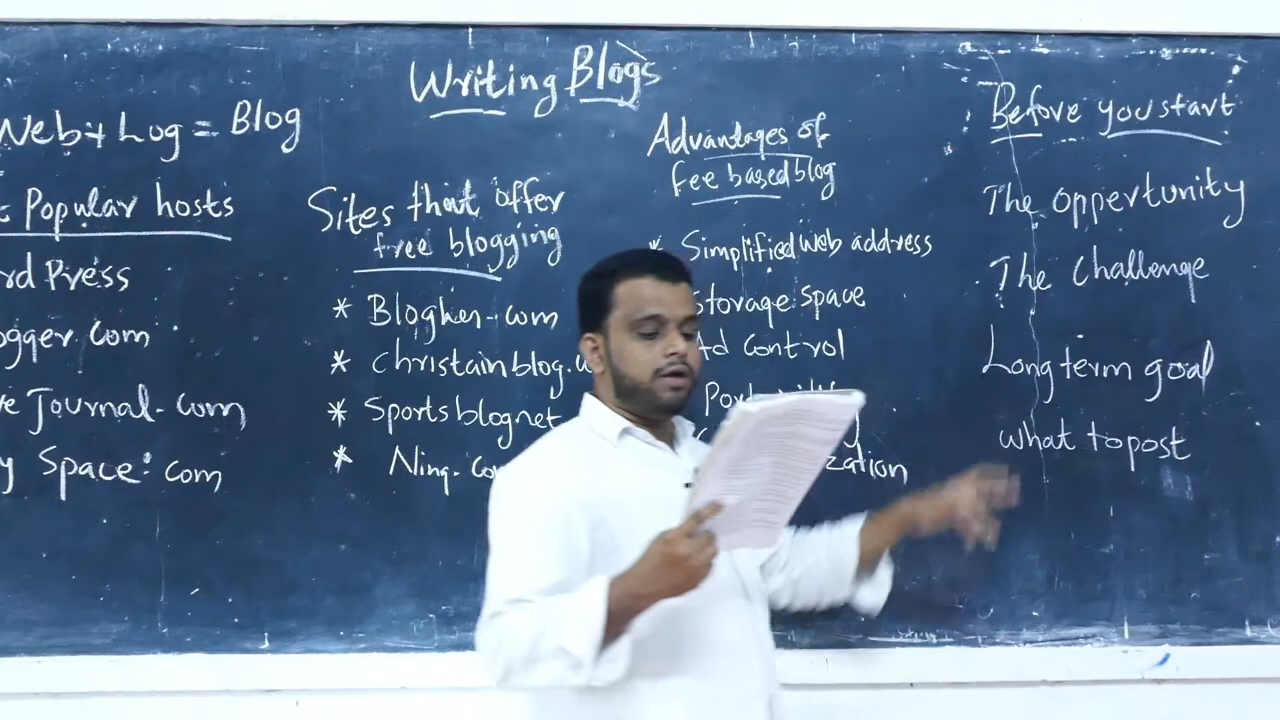 Writing Blogs
Web + Log = Blog
Popular hosts
rd Press
ogger.com
Journal.com
y Space.com
Sites that offer
free blogging
* Blogher.com
* christainblog.
* Sportsblognet
* Ning.co
Advantages of
fee based blog
* Simplified web address
Storage space
Ad control
zation
Before you start
The oppertunity
The challenge
Long term goal
what to post